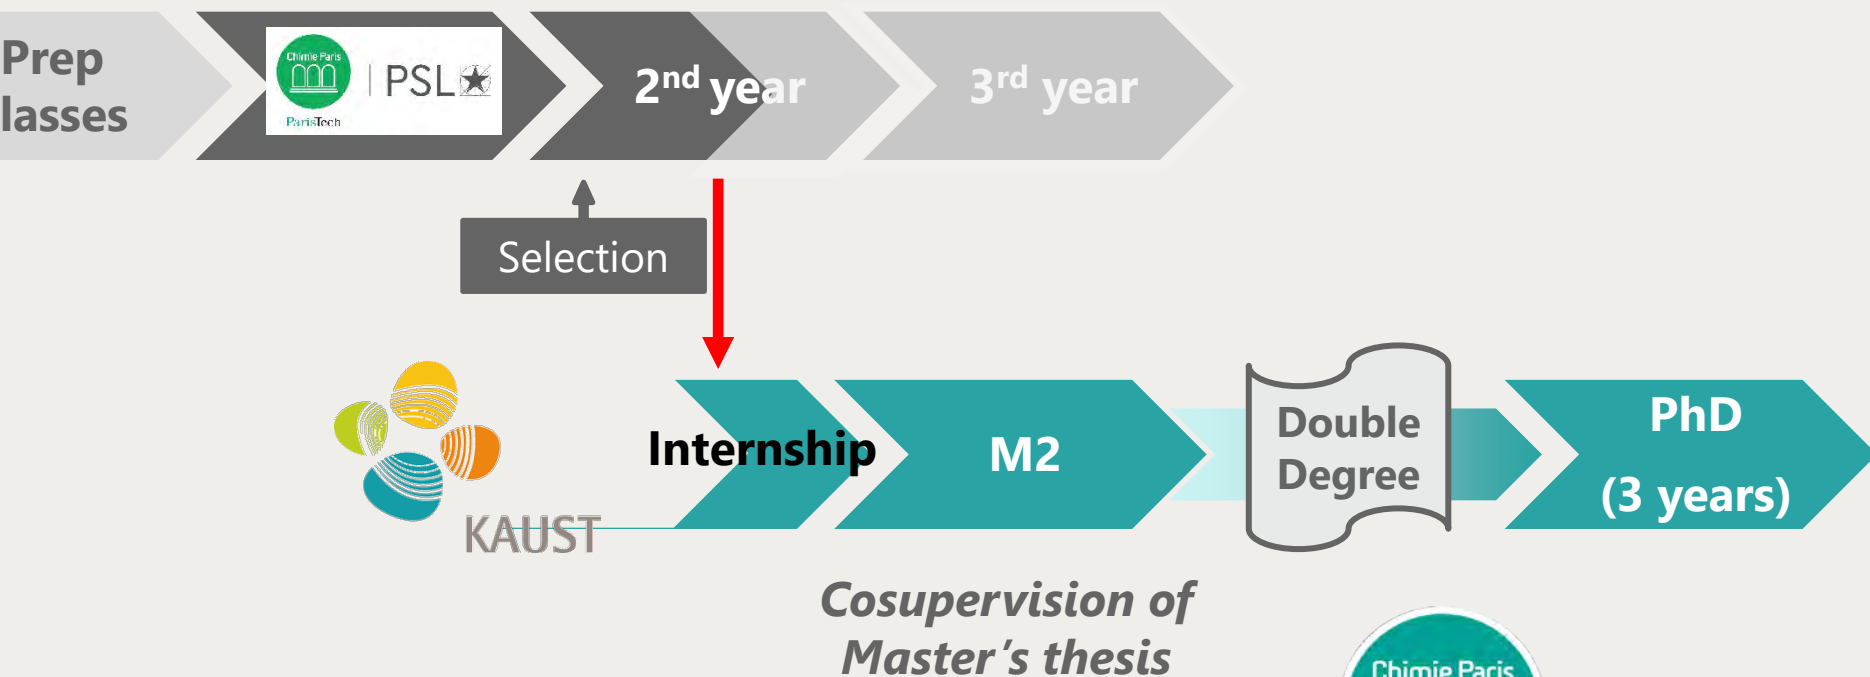 Prep
lasses
Chimie Paris
ParisTech
PSL
2nd year
3rd year
Selection
KAUST
Internship
M2
Double
Degree
PhD
(3 years)
Cosupervision of
Master’s thesis
Chimie Paris